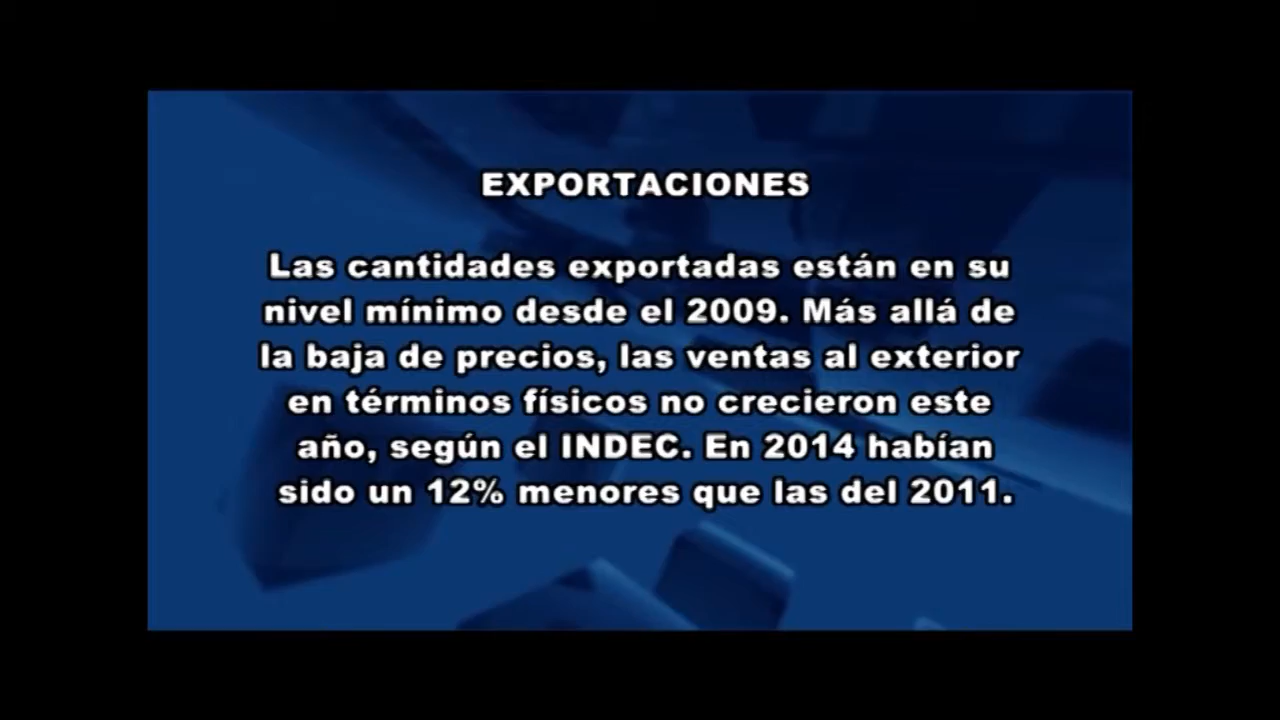 EXPORTACIONES
Las cantidades exportadas están en su
nivel mínimo desde el 2009. Más allá de
la baja de precios, las ventas al exterior
en términos físicos no crecieron este
año, según el INDEC. En 2014 habían
sido un 12% menores que las del 2011.